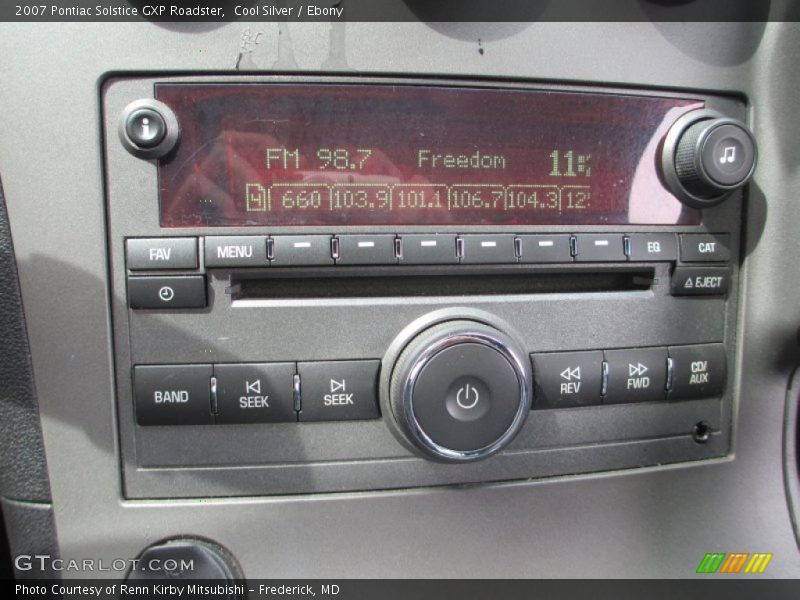 2007 Pontiac Solstice GXP Roadster, Cool Silver / Ebony
i
FM 98.7 Freedom 11:
4 660 103.9 101.1 106.7 104.3 12
FAV MENU EQ CAT
EJECT
BAND SEEK SEEK REV FWD CD/
AUX
GTCARLOT.COM
Photo Courtesy of Renn Kirby Mitsubishi – Frederick, MD